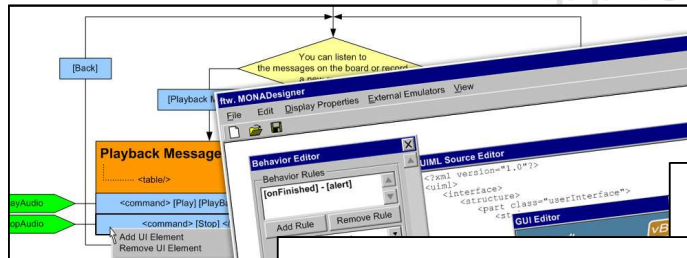 You can listen to
the messages on the board or record
a new
[Back]
[Playback
ftw. MONADesigner
File Edit Display Properties External Emulators View
Playback Message
<table/>
<command> [Play]
<command> [Stop]
Add UI Element
Remove UI Element
Behavior Editor
Behavior Rules
[onFinished] - [alert]
Add Rule Remove Rule
UIML Source Editor
<?xml version="1.0"?>
<uiml>
<interface>
<structure>
<part class="userInterface">
GUI Editor